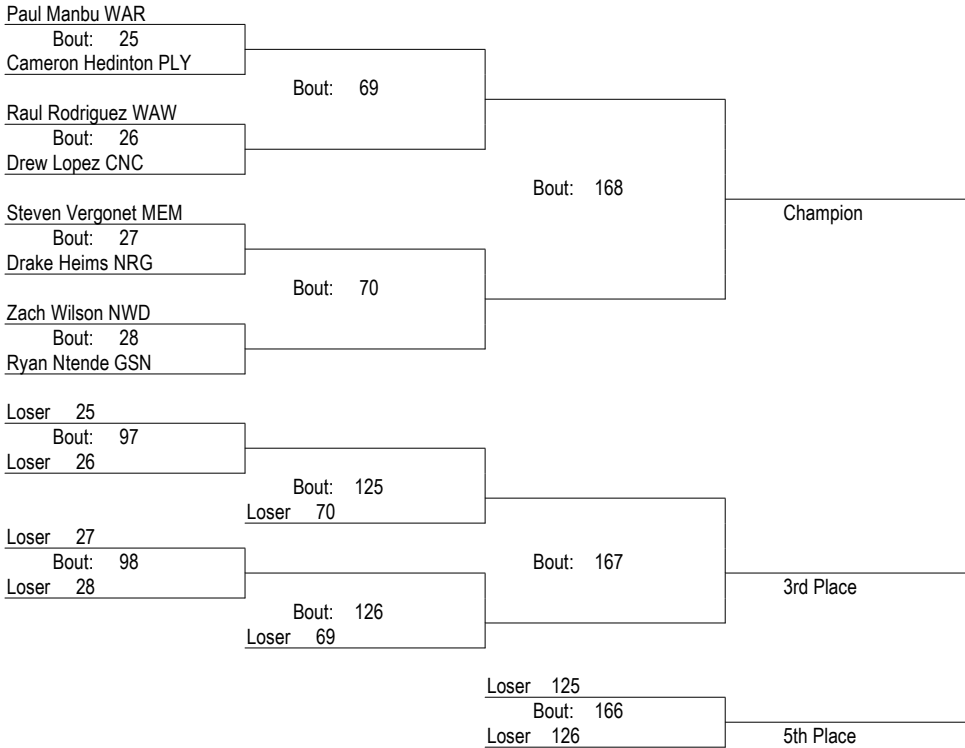 Paul Manbu WAR
Bout: 25
Cameron Hedinton PLY
Bout: 69
Raul Rodriguez WAW
Bout: 26
Drew Lopez CNC
Bout: 168
Steven Vergonet MEM
Champion
Bout: 27
Drake Heims NRG
Bout: 70
Zach Wilson NWD
Bout: 28
Ryan Ntende GSN
Loser 25
Bout: 97
Loser 26
Bout: 125
Loser 70
Loser 27
Bout: 98
Bout: 167
Loser 28
3rd Place
Bout: 126
Loser 69
Loser 125
Bout: 166
Loser 126
5th Place